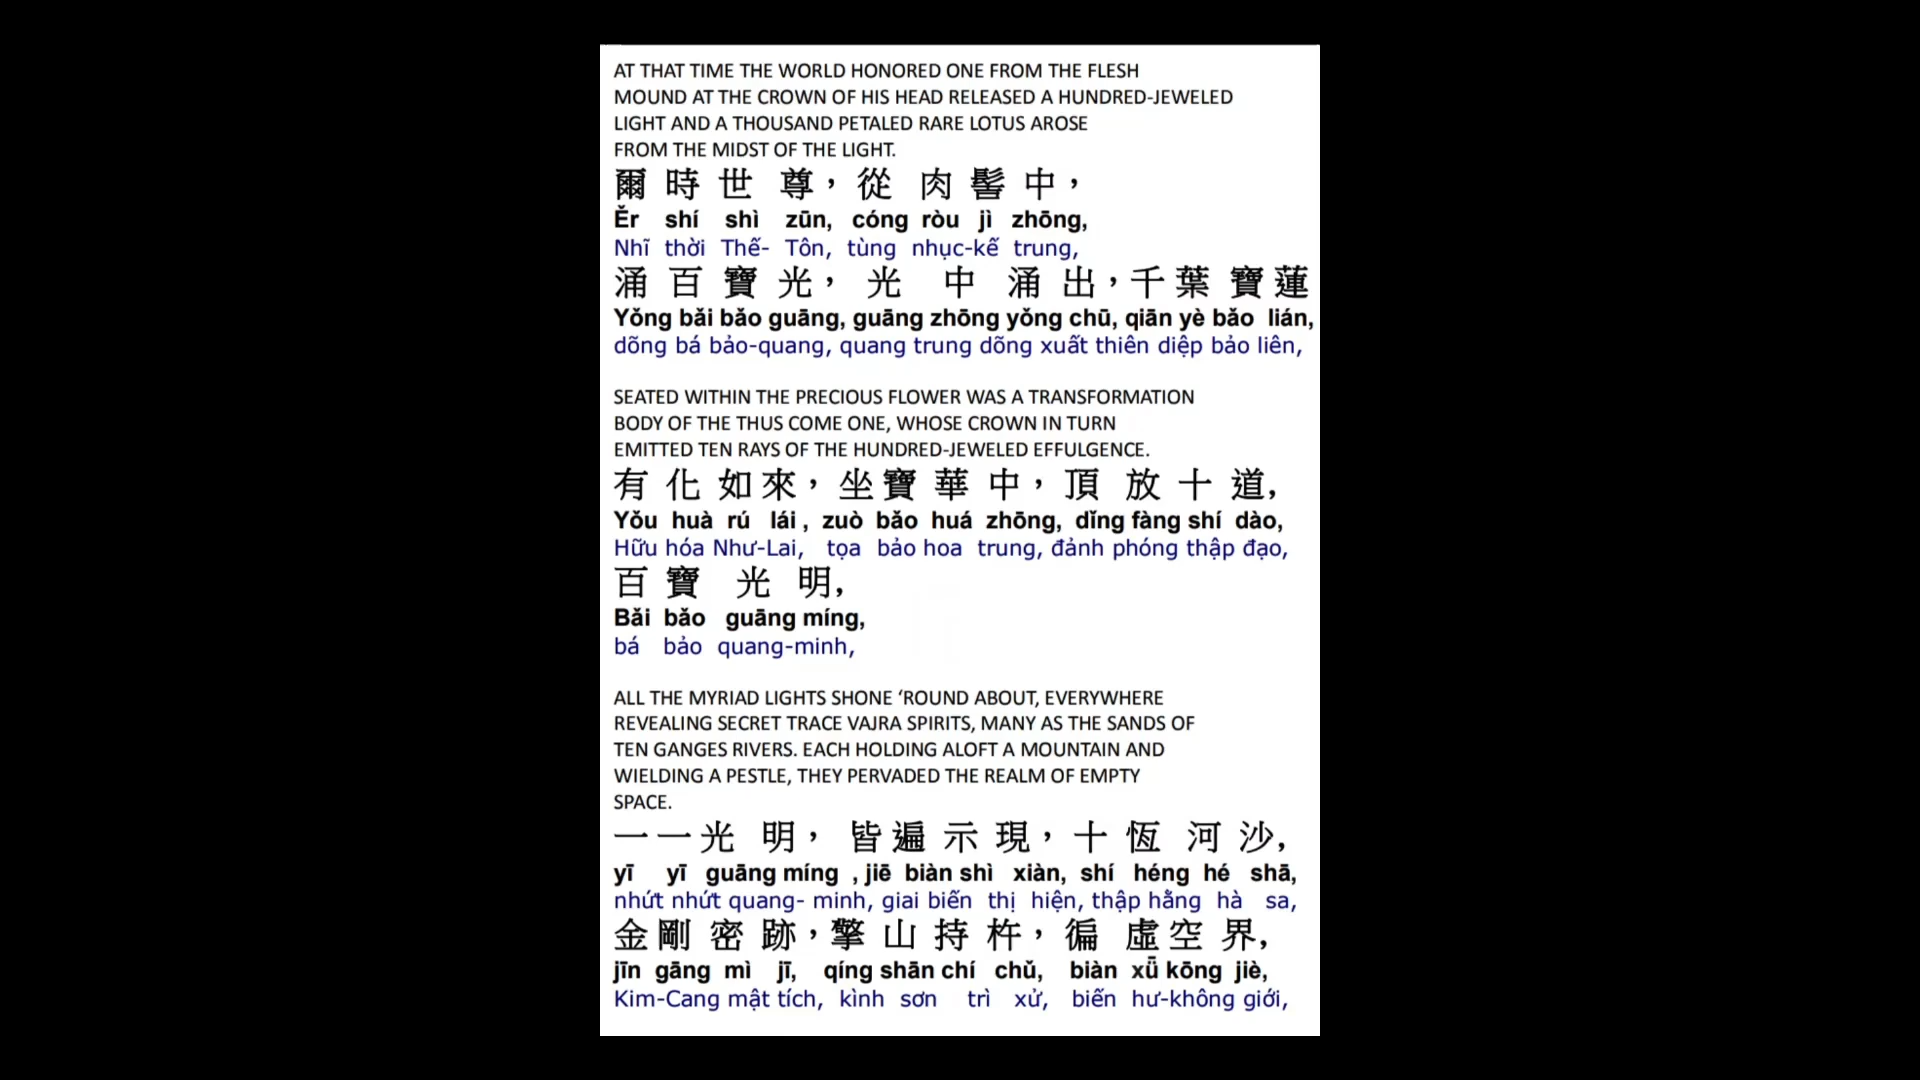 AT THAT TIME THE WORLD HONORED ONE FROM THE FLESH
MOUND AT THE CROWN OF HIS HEAD RELEASED A HUNDRED-JEWELED
LIGHT AND A THOUSAND PETALED RARE LOTUS AROSE
FROM THE MIDST OF THE LIGHT.
爾 時 世 尊，從 肉 髻 中，
Ěr shí shì zūn, cóng ròu jì zhōng,
Nhĩ thời Thế- Tôn, tùng nhục-kế trung,
涌 百 寶 光， 光 中 涌 出，千 葉 寶 蓮
Yǒng bǎi bǎo guāng, guāng zhōng yǒng chū, qiān yè bǎo lián,
dõng bá bảo-quang, quang trung dõng xuất thiên diệp bảo liên,
SEATED WITHIN THE PRECIOUS FLOWER WAS A TRANSFORMATION
BODY OF THE THUS COME ONE, WHOSE CROWN IN TURN
EMITTED TEN RAYS OF THE HUNDRED-JEWELED EFFULGENCE.
有 化 如 來，坐 寶 華 中，頂 放 十 道,
Yǒu huà rú lái , zuò bǎo huá zhōng, dǐng fàng shí dào,
Hữu hóa Như-Lai, tọa bảo hoa trung, đảnh phóng thập đạo,
百 寶 光 明,
Bǎi bǎo guāng míng,
bá bảo quang-minh,
ALL THE MYRIAD LIGHTS SHONE ‘ROUND ABOUT, EVERYWHERE
REVEALING SECRET TRACE VAJRA SPIRITS, MANY AS THE SANDS OF
TEN GANGES RIVERS. EACH HOLDING ALOFT A MOUNTAIN AND
WIELDING A PESTLE, THEY PERVADED THE REALM OF EMPTY
SPACE.
一 一 光 明， 皆 遍 示 現，十 恆 河 沙,
yī yī guāng míng , jiē biàn shì xiàn, shí héng hé shā,
nhứt nhứt quang- minh, giai biến thị hiện, thập hằng hà sa,
金 剛 密 跡，擎 山 持 杵，徧 虛 空 界,
jīn gāng mì jī, qíng shān chí chǔ, biàn xǖ kōng jiè,
Kim-Cang mật tích, kình sơn trì xử, biến hư-không giới,